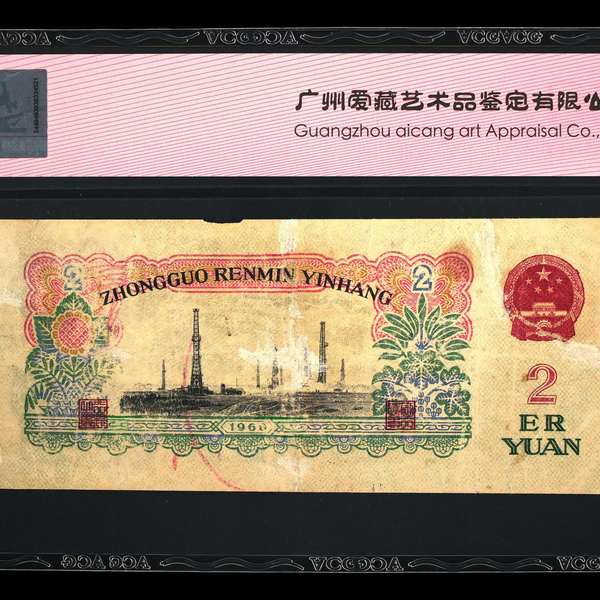 广州爱藏艺术品鉴定有限公
Guangzhou aicang art Appraisal Co.,
2
2
ZHONGGUO RENMIN YINHANG
1960
2
ER
YUAN